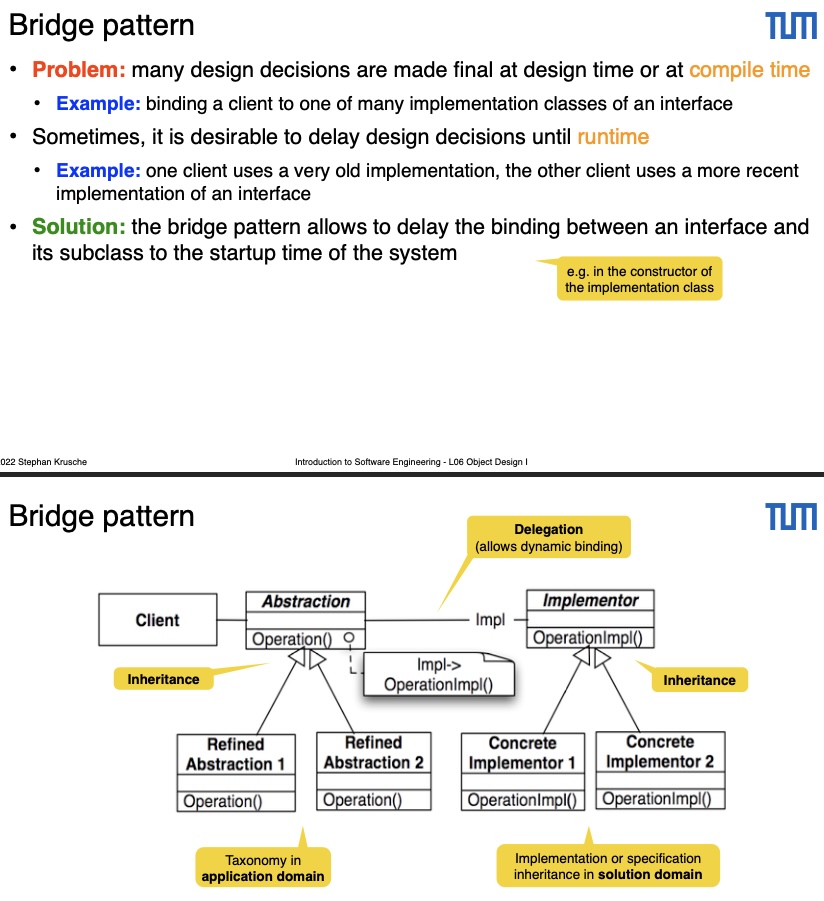 Bridge pattern
TUM
• Problem: many design decisions are made final at design time or at compile time
• Example: binding a client to one of many implementation classes of an interface
• Sometimes, it is desirable to delay design decisions until runtime
• Example: one client uses a very old implementation, the other client uses a more recent
implementation of an interface
• Solution: the bridge pattern allows to delay the binding between an interface and
its subclass to the startup time of the system
e.g. in the constructor of
the implementation class
022 Stephan Krusche
Introduction to Software Engineering - L06 Object Design I
Bridge pattern
TUM
Delegation
(allows dynamic binding)
Client
Abstraction
Operation()
Impl
Implementor
OperationImpl()
Impl->
OperationImpl()
Inheritance
Inheritance
Refined
Abstraction 1
Operation()
Refined
Abstraction 2
Operation()
Concrete
Implementor 1
OperationImpl()
Concrete
Implementor 2
OperationImpl()
Taxonomy in
application domain
Implementation or specification
inheritance in solution domain